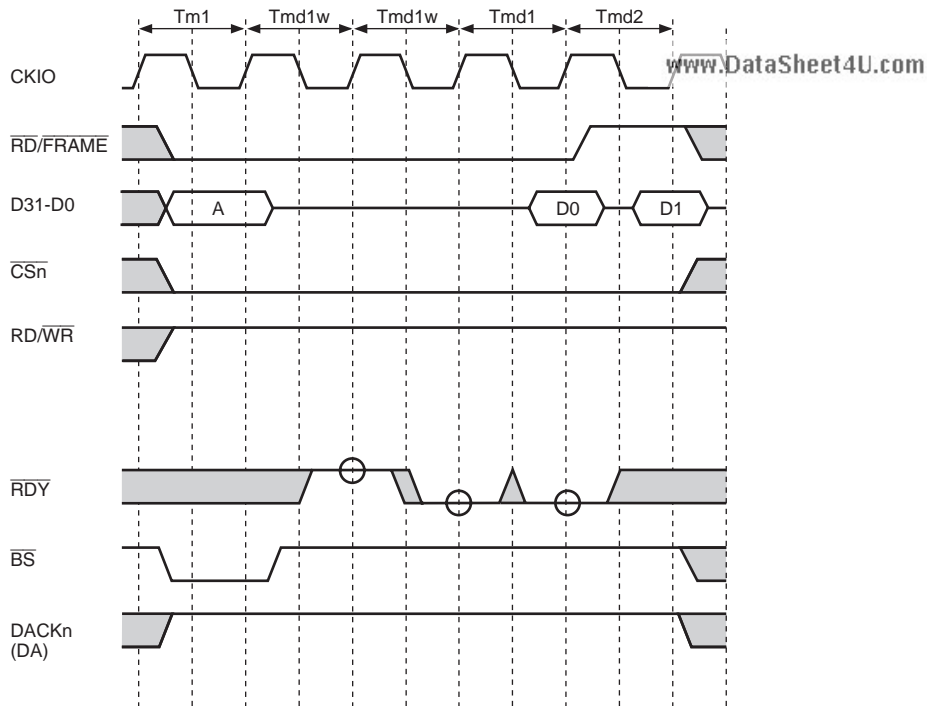 Tm1 Tmd1w Tmd1w Tmd1 Tmd2
CKIO
www.DataSheet4U.com
RD/FRAME
D31-D0
A
D0
D1
CSn
RD/WR
RDY
BS
DACKn
(DA)